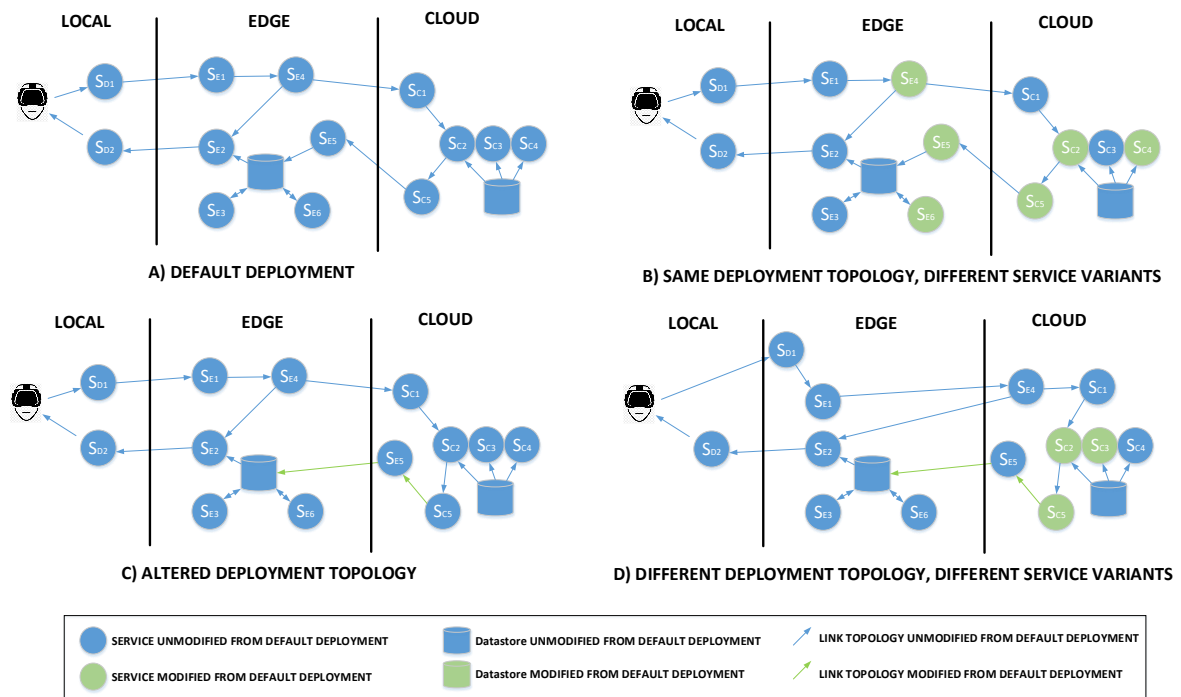 LOCAL
EDGE
CLOUD
SD1
SE1
SE4
SC1
SD2
SE2
SE5
SC2
SC3
SC4
SE3
SE6
SC5
A) DEFAULT DEPLOYMENT
LOCAL
EDGE
CLOUD
SD1
SE1
SE4
SC1
SD2
SE2
SE5
SC2
SC3
SC4
SE3
SE6
SC5
B) SAME DEPLOYMENT TOPOLOGY, DIFFERENT SERVICE VARIANTS
LOCAL
EDGE
CLOUD
SD1
SE1
SE4
SC1
SD2
SE2
SE5
SC2
SC3
SC4
SE3
SE6
SC5
C) ALTERED DEPLOYMENT TOPOLOGY
LOCAL
EDGE
CLOUD
SD1
SE1
SE4
SC1
SD2
SE2
SE5
SC2
SC3
SC4
SE3
SE6
SC5
D) DIFFERENT DEPLOYMENT TOPOLOGY, DIFFERENT SERVICE VARIANTS
SERVICE UNMODIFIED FROM DEFAULT DEPLOYMENT
Datastore UNMODIFIED FROM DEFAULT DEPLOYMENT
LINK TOPOLOGY UNMODIFIED FROM DEFAULT DEPLOYMENT
SERVICE MODIFIED FROM DEFAULT DEPLOYMENT
Datastore MODIFIED FROM DEFAULT DEPLOYMENT
LINK TOPOLOGY MODIFIED FROM DEFAULT DEPLOYMENT